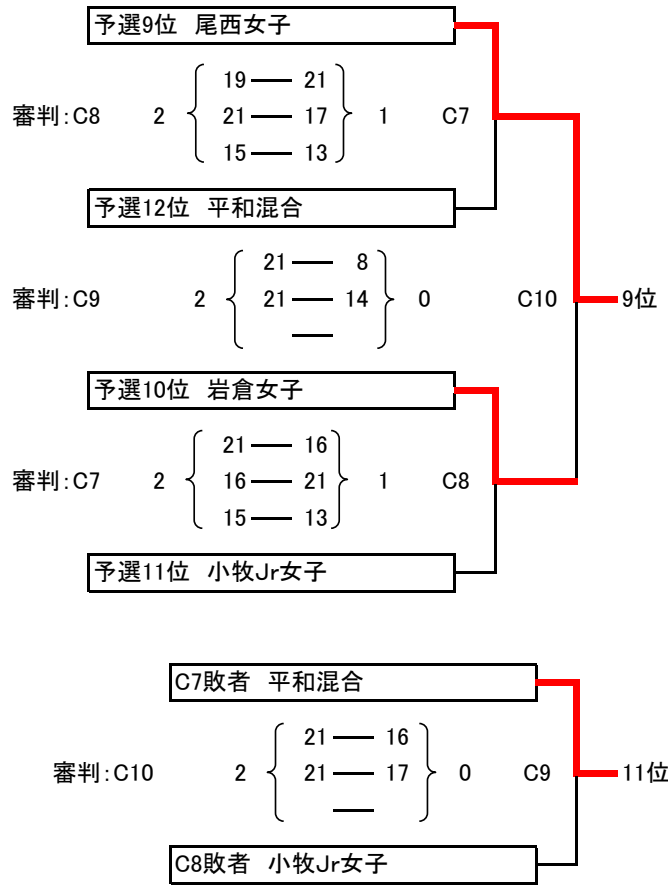 予選9位 尾西女子
19 ― 21
審判:C8 2 21 ― 17 1 C7
15 ― 13
予選12位 平和混合
21 ― 8
審判:C9 2 21 ― 14 0 C10 9位
―
予選10位 岩倉女子
21 ― 16
審判:C7 2 16 ― 21 1 C8
15 ― 13
予選11位 小牧Jr女子
C7敗者 平和混合
21 ― 16
審判:C10 2 21 ― 17 0 C9 11位
―
C8敗者 小牧Jr女子